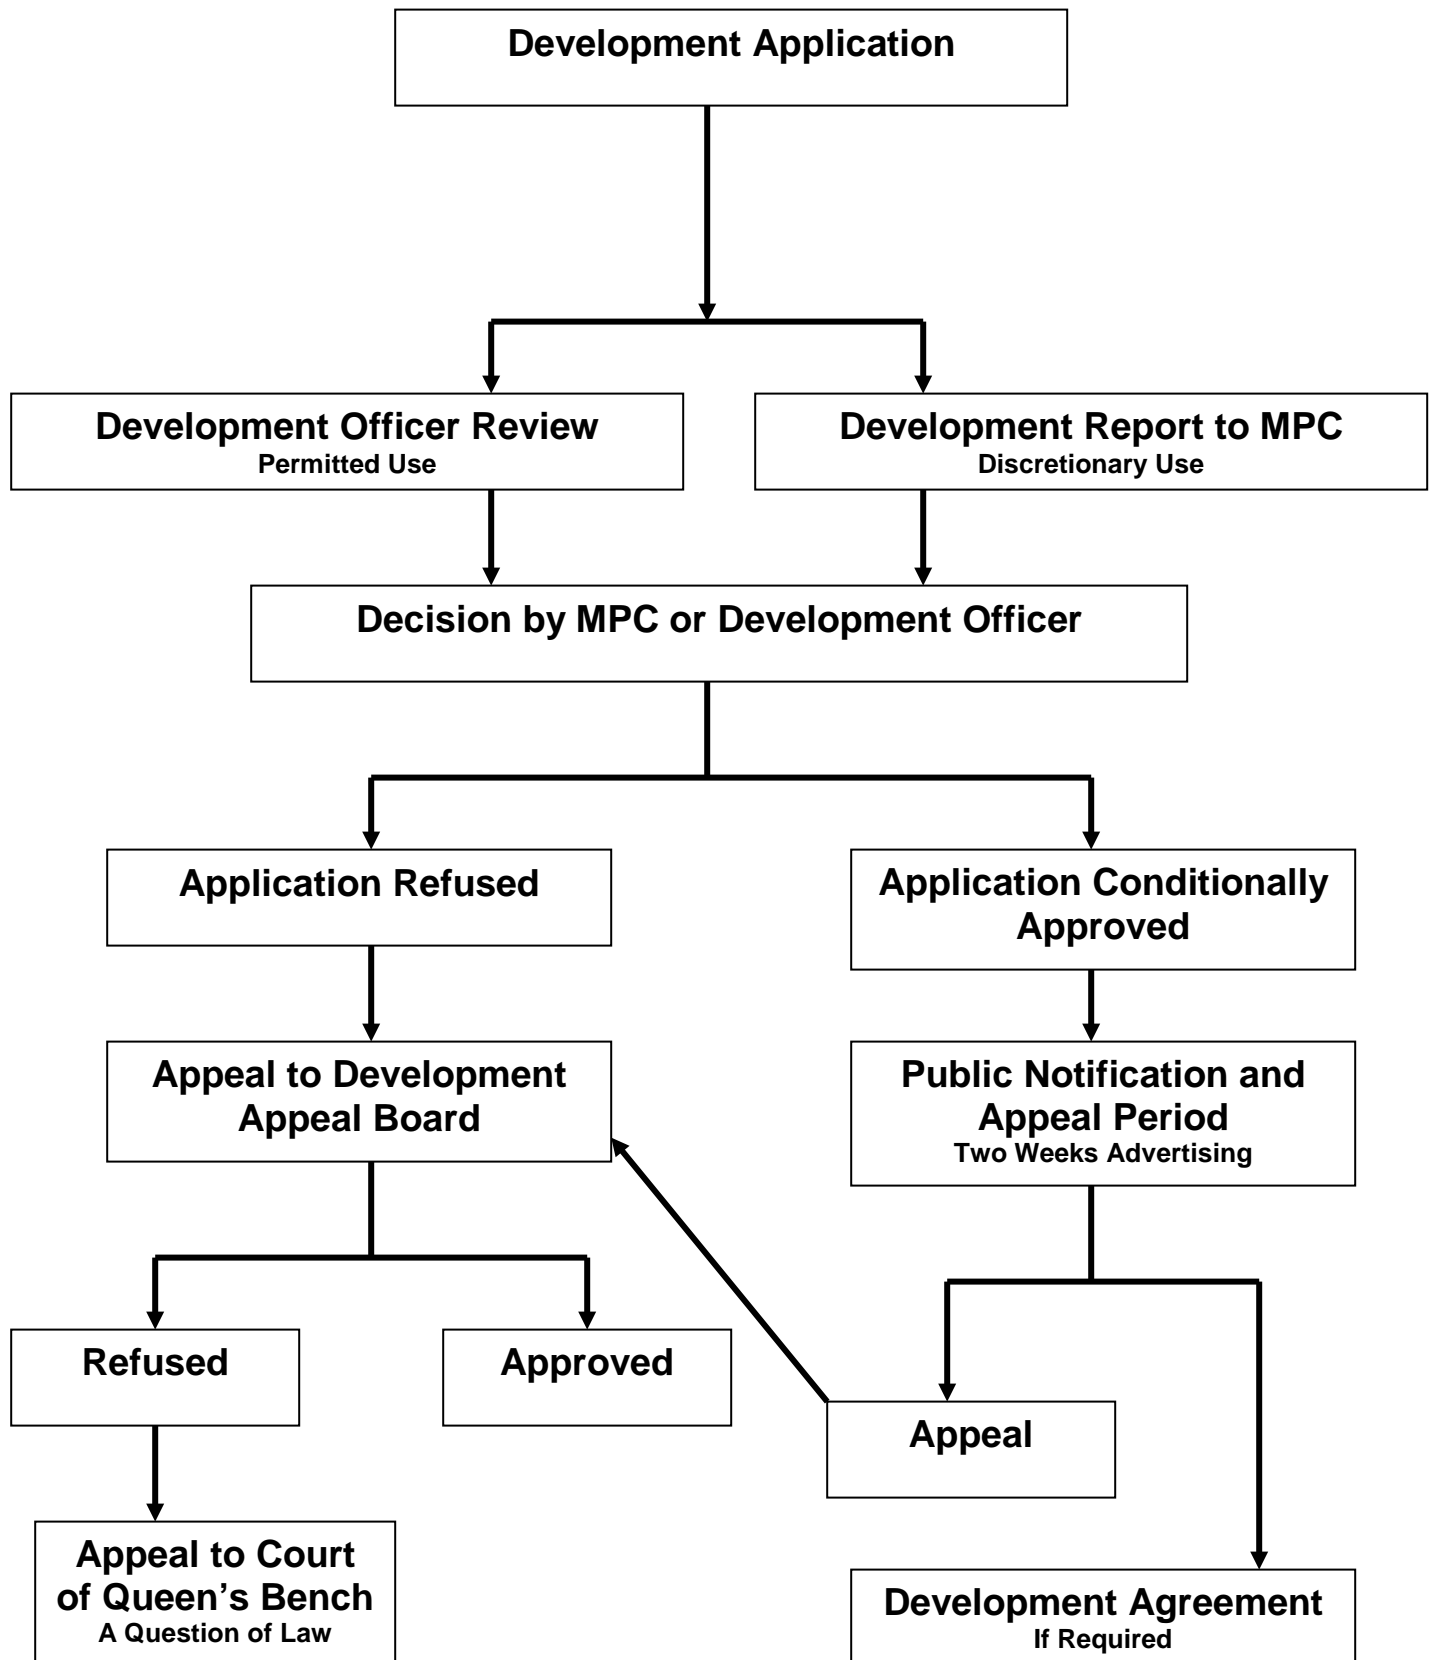 Development Application
Development Officer Review
Permitted Use
Development Report to MPC
Discretionary Use
Decision by MPC or Development Officer
Application Refused
Application Conditionally
Approved
Appeal to Development
Appeal Board
Public Notification and
Appeal Period
Two Weeks Advertising
Refused
Approved
Appeal
Appeal to Court
of Queen’s Bench
A Question of Law
Development Agreement
If Required